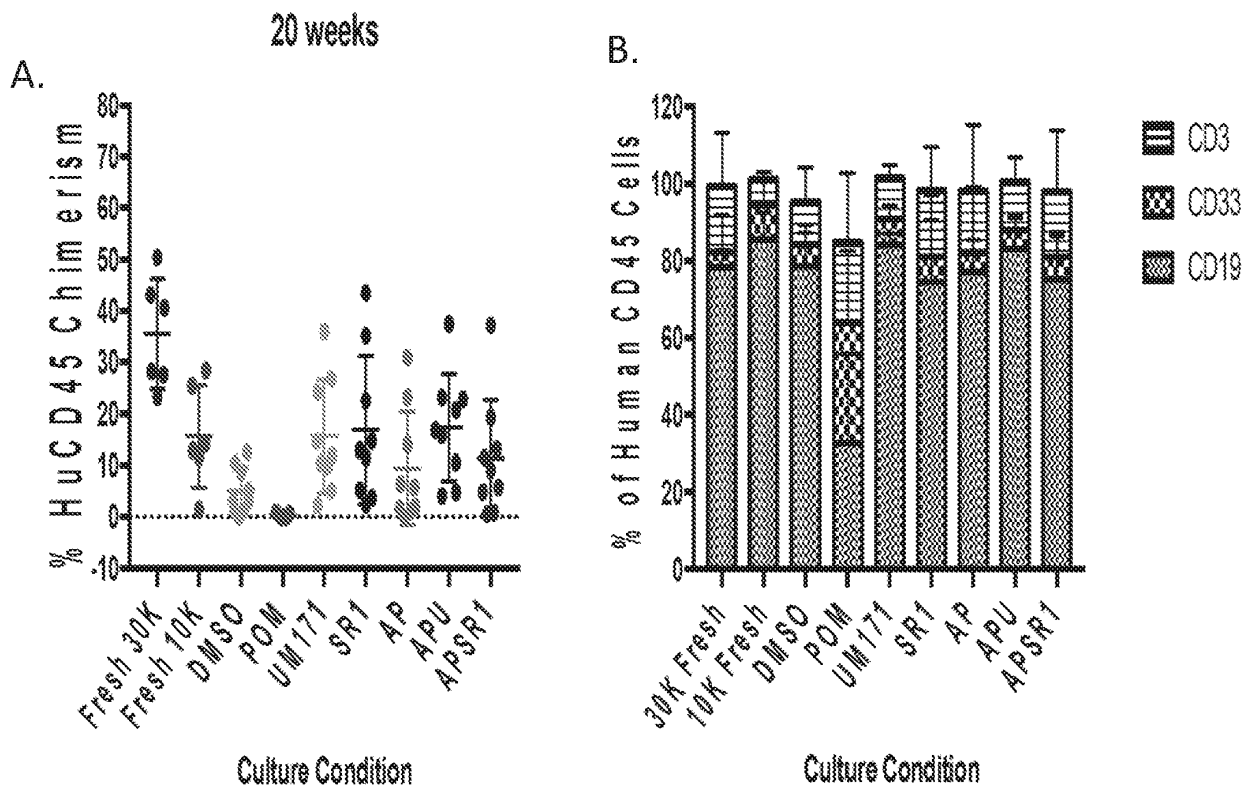 20 weeks
A.
% HuCD45 Chimerism
80
70
60
50
40
30
20
10
0
-10
Fresh 30K
Fresh 10K
DMSO
POM
UM171
SR1
AP
APU
APSR1
Culture Condition
B.
% of Human CD45 Cells
120
100
80
60
40
20
0
30K Fresh
10K Fresh
DMSO
POM
UM171
SR1
AP
APU
APSR1
Culture Condition
CD3
CD33
CD19